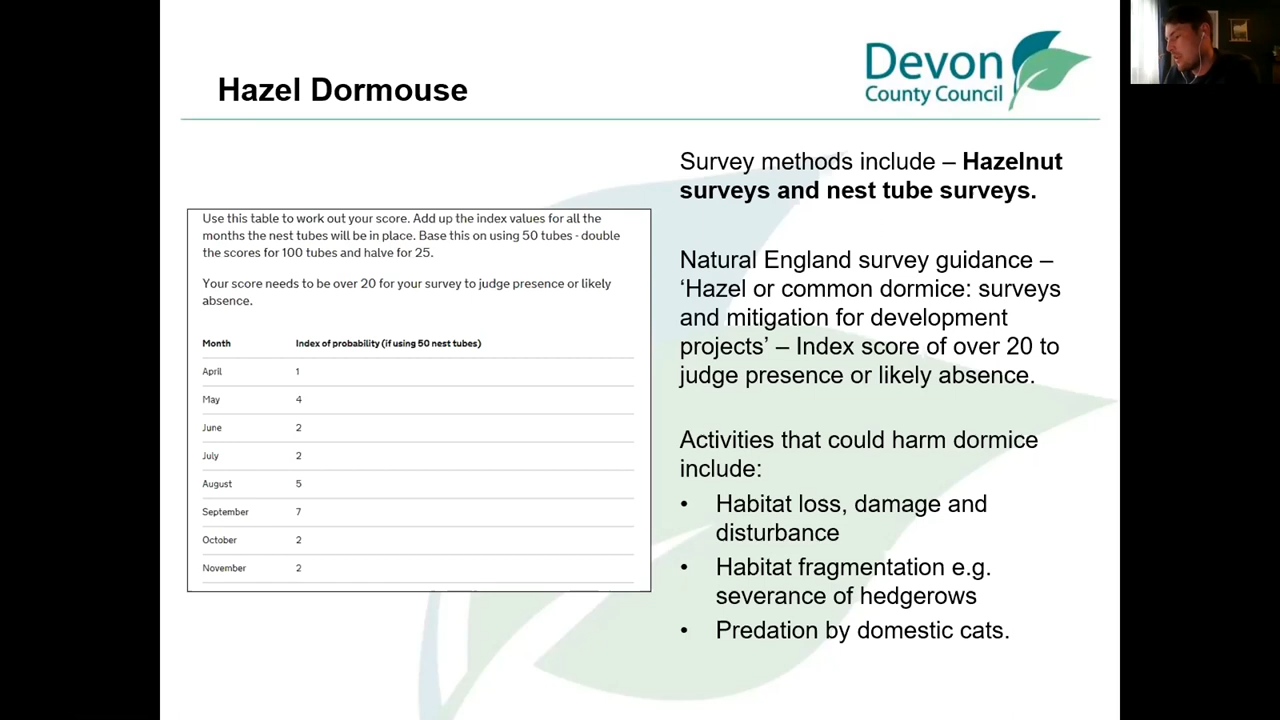 Hazel Dormouse
Devon
County Council
Use this table to work out your score. Add up the index values for all the
months the nest tubes will be in place. Base this on using 50 tubes - double
the scores for 100 tubes and halve for 25.
Your score needs to be over 20 for your survey to judge presence or likely
absence.
Month Index of probability (if using 50 nest tubes)
April 1
May 4
June 2
July 2
August 5
September 7
October 2
November 2
Survey methods include – Hazelnut
surveys and nest tube surveys.
Natural England survey guidance –
‘Hazel or common dormice: surveys
and mitigation for development
projects’ – Index score of over 20 to
judge presence or likely absence.
Activities that could harm dormice
include:
• Habitat loss, damage and
disturbance
• Habitat fragmentation e.g.
severance of hedgerows
• Predation by domestic cats.